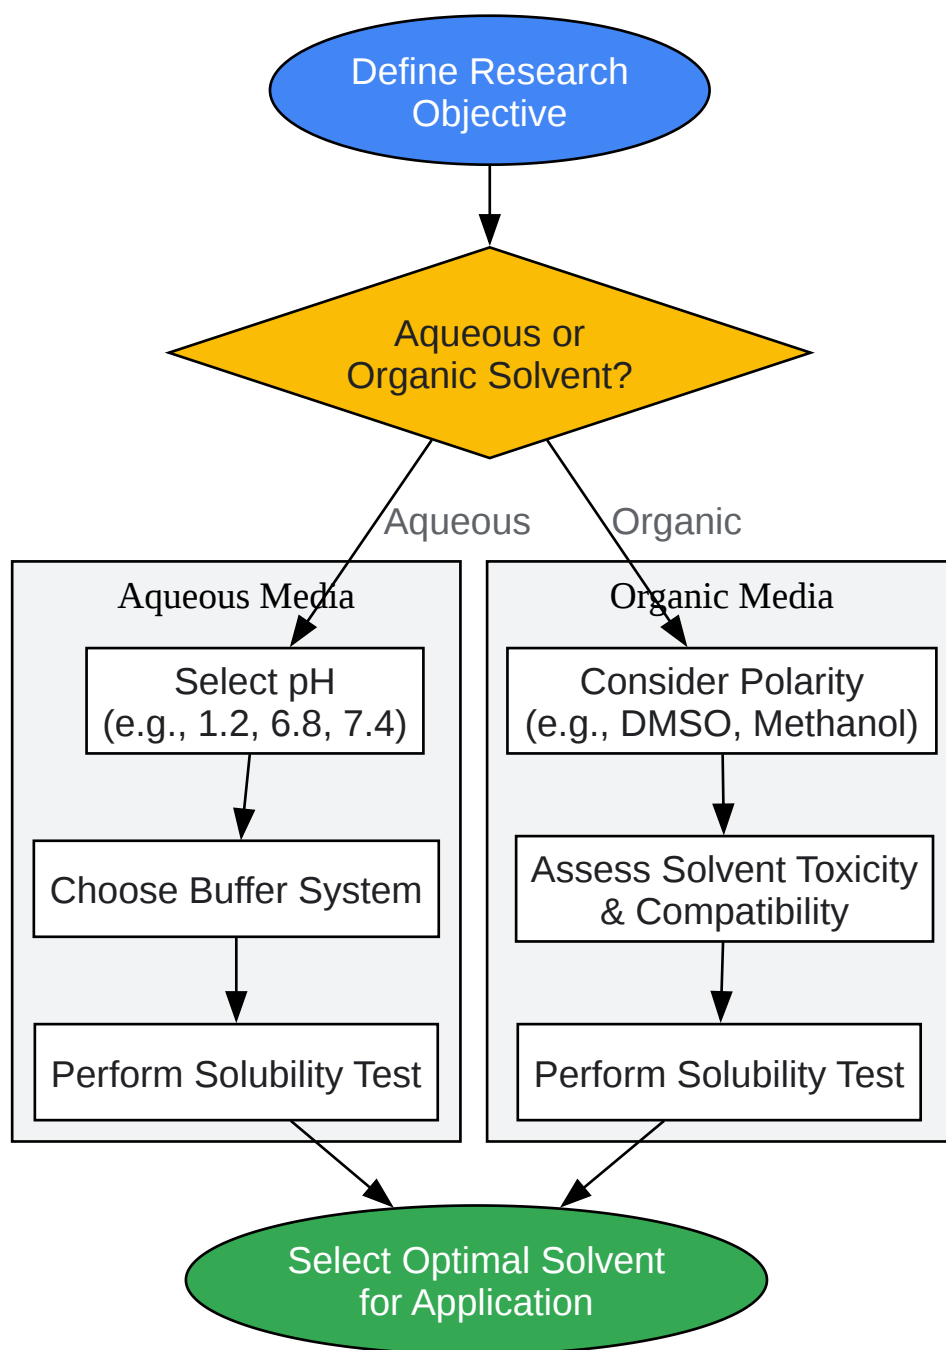 Define Research
Objective
Aqueous or
Organic Solvent?
Aqueous
Organic
Aqueous Media
Select pH
(e.g., 1.2, 6.8, 7.4)
Choose Buffer System
Perform Solubility Test
Organic Media
Consider Polarity
(e.g., DMSO, Methanol)
Assess Solvent Toxicity
& Compatibility
Perform Solubility Test
Select Optimal Solvent
for Application